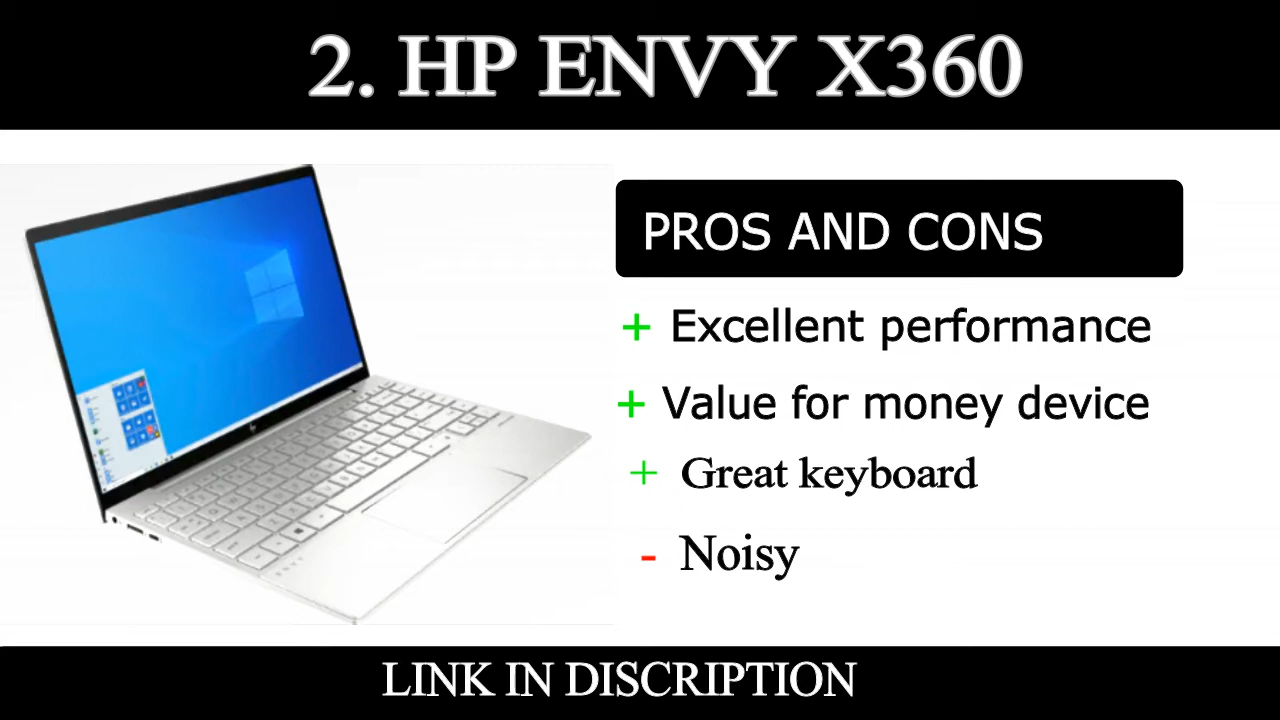 2. HP ENVY X360
PROS AND CONS
+ Excellent performance
+ Value for money device
+ Great keyboard
- Noisy
LINK IN DISCRIPTION